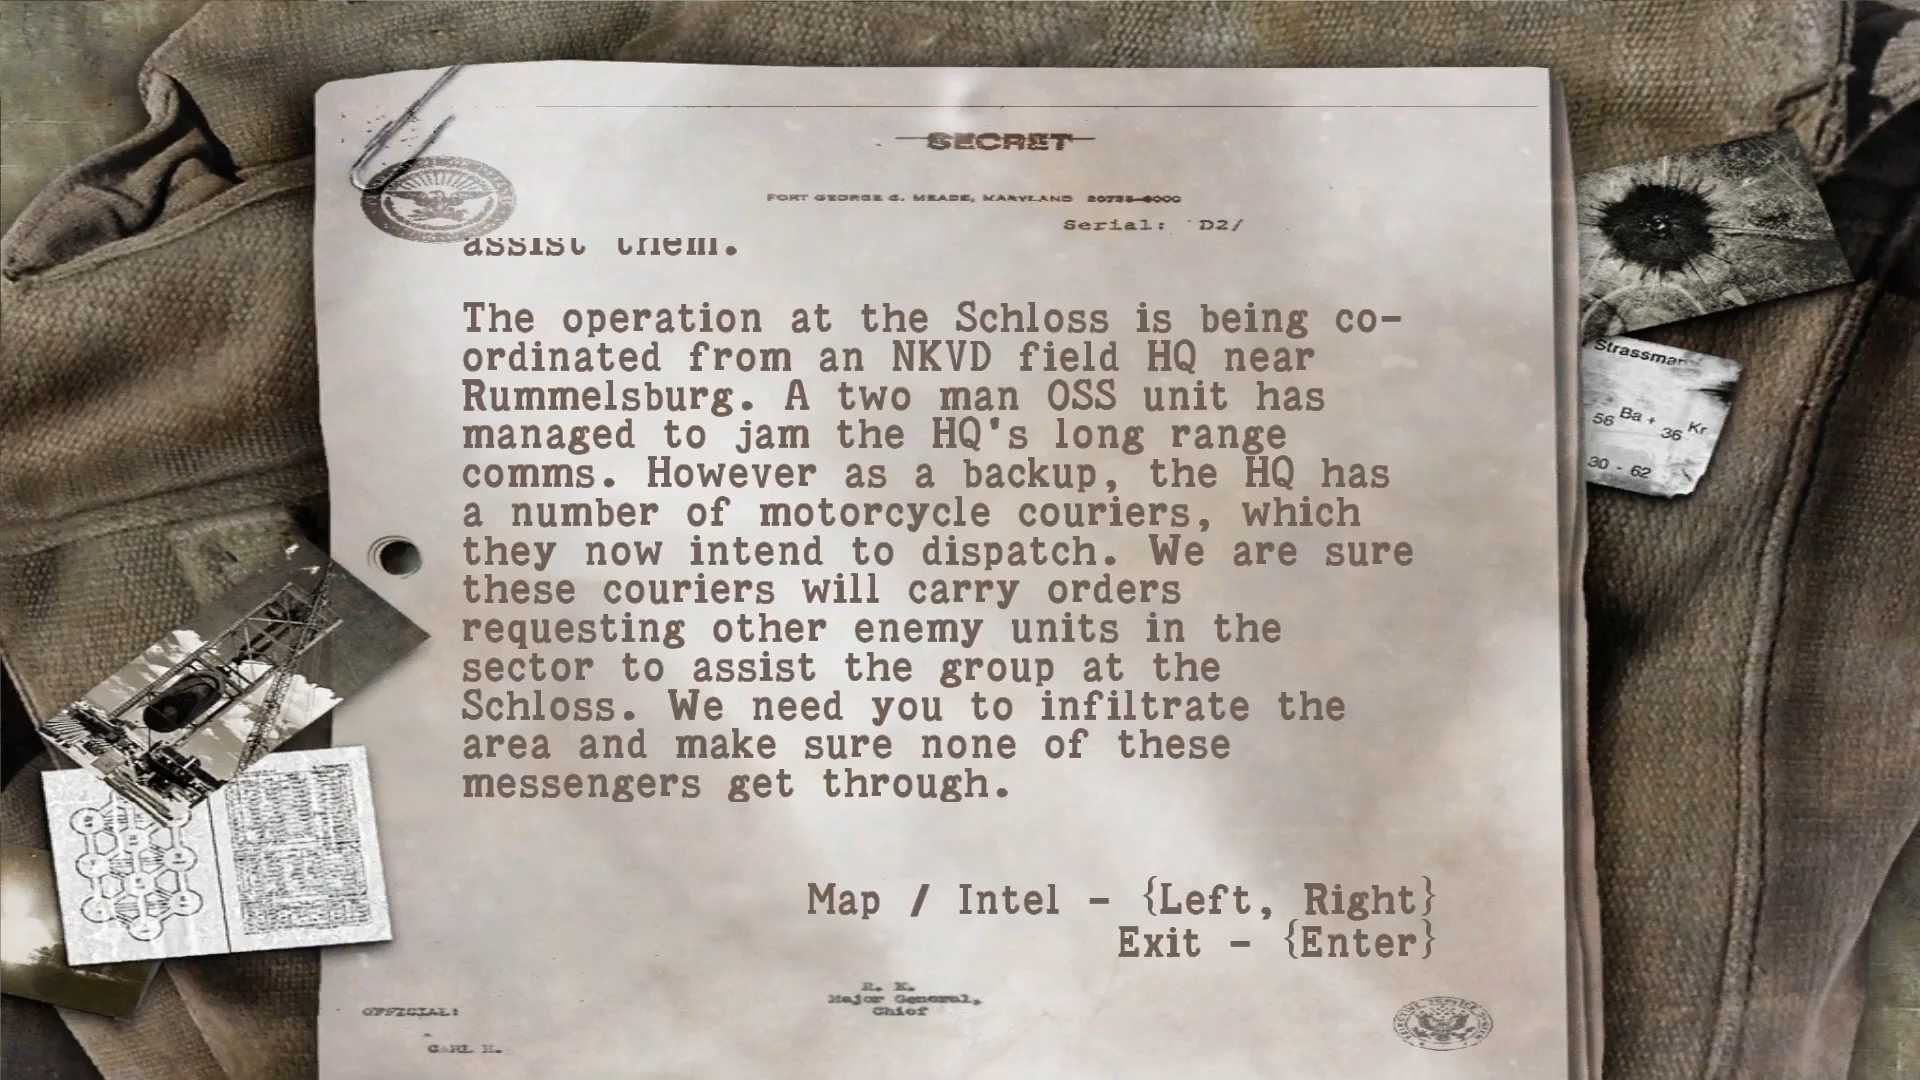 SECRET
FORT GEORGE G. MEADE, MARYLAND 20755-6000
Serial: D2/
assist them.
The operation at the Schloss is being co-
ordinated from an NKVD field HQ near
Rummelsburg. A two man OSS unit has
managed to jam the HQ's long range
comms. However as a backup, the HQ has
a number of motorcycle couriers, which
they now intend to dispatch. We are sure
these couriers will carry orders
requesting other enemy units in the
sector to assist the group at the
Schloss. We need you to infiltrate the
area and make sure none of these
messengers get through.
Map / Intel - {Left, Right}
Exit - {Enter}
R. K.
Major General,
Chief
OFFICIAL:
CARL H.
56 Ba + 36 Kr
30 - 62